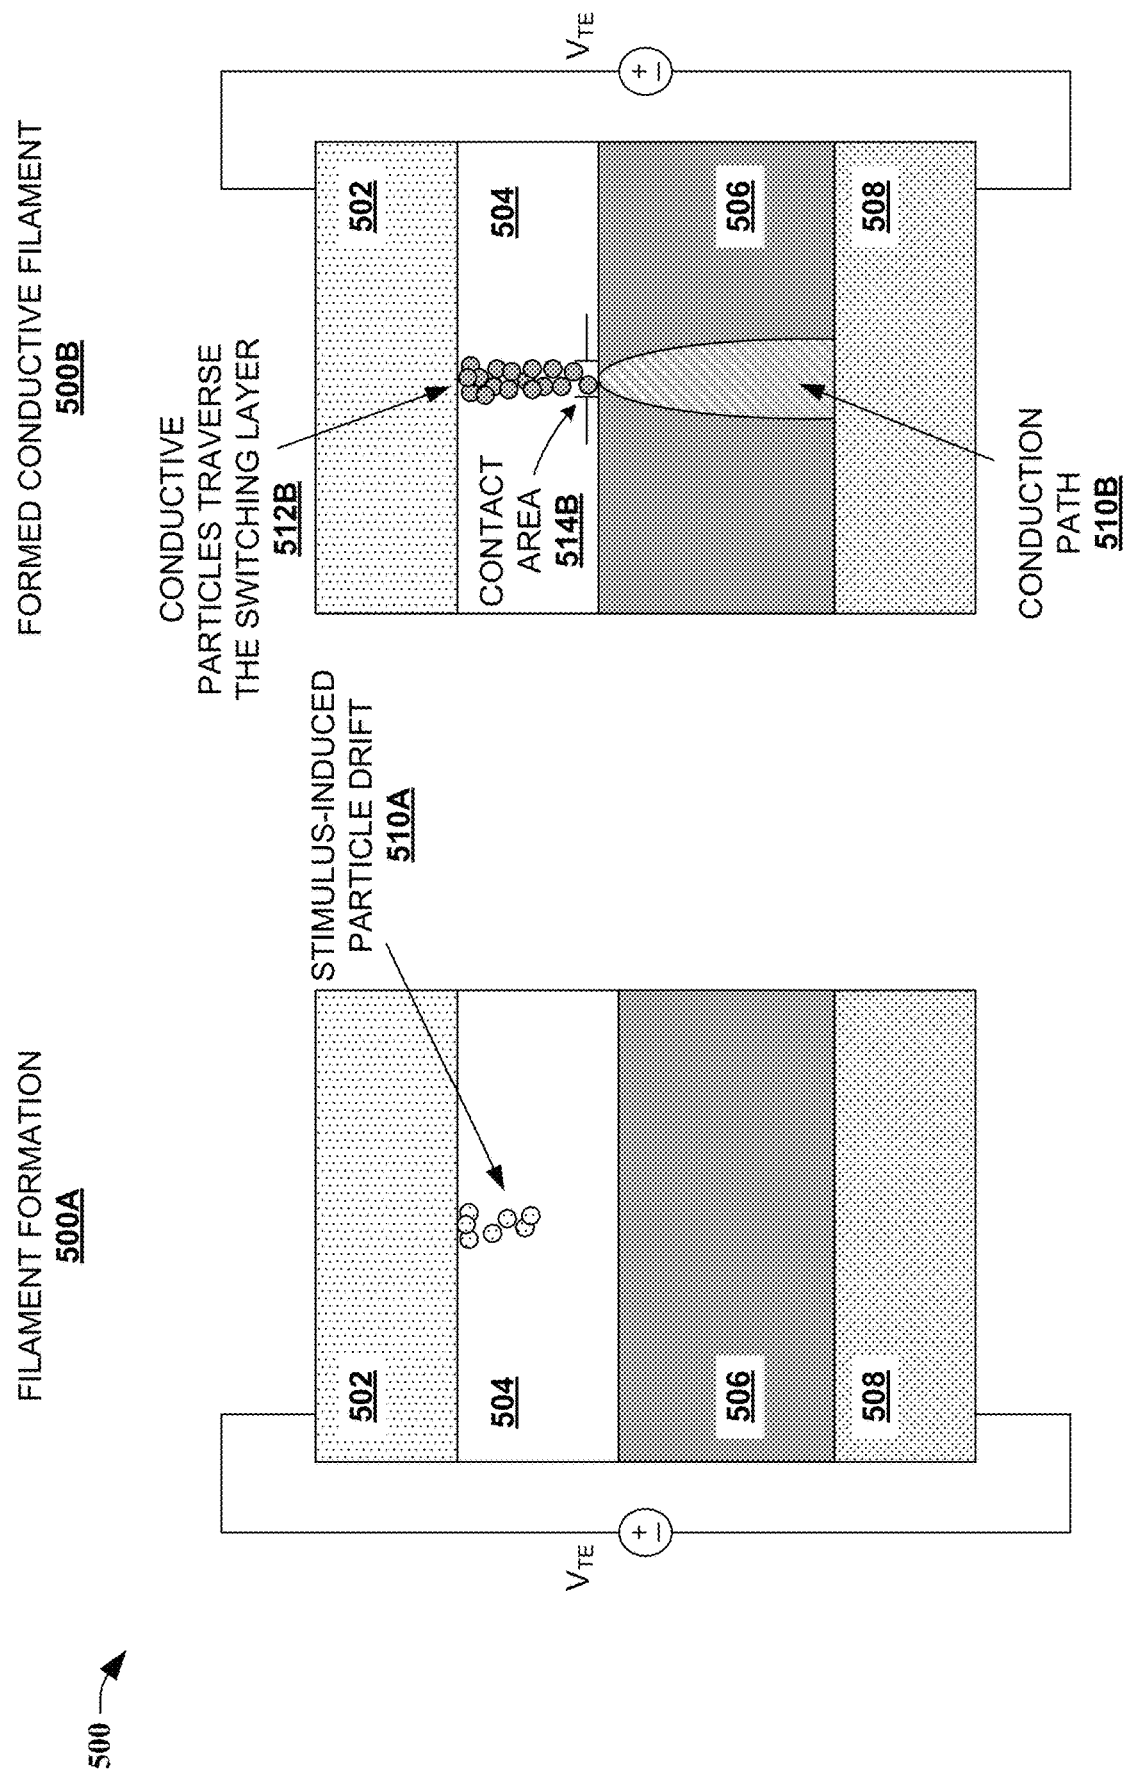 500
FILAMENT FORMATION
500A
STIMULUS-INDUCED
PARTICLE DRIFT
510A
502
504
506
508
V_TE
FORMED CONDUCTIVE FILAMENT
500B
CONDUCTIVE
PARTICLES TRAVERSE
THE SWITCHING LAYER
512B
CONTACT
AREA
514B
502
504
506
508
V_TE
CONDUCTION
PATH
510B